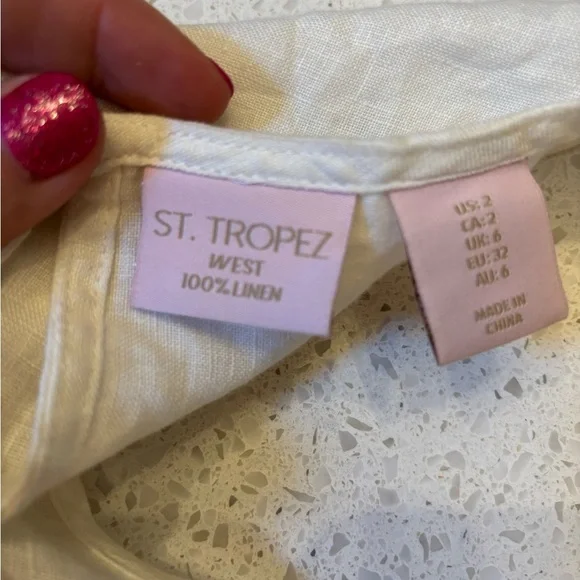 ST. TROPEZ
WEST
100% LINEN
US: 2
CA: 2
UK: 6
EU: 32
AU: 6
MADE IN
CHINA